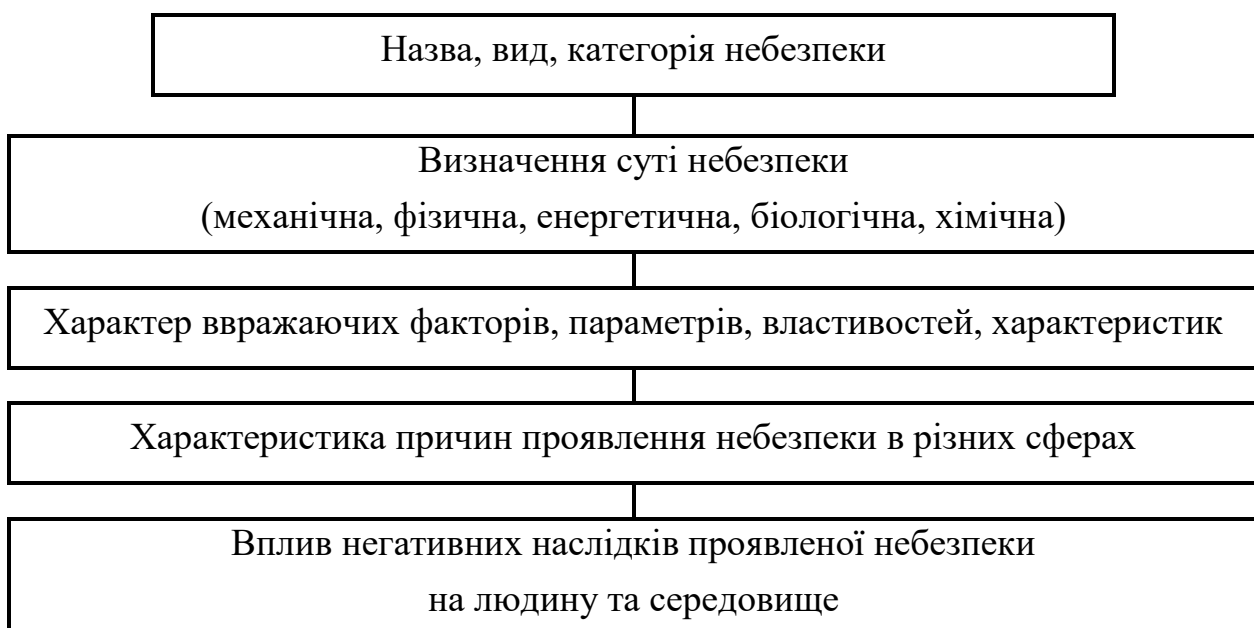 Назва, вид, категорія небезпеки
Визначення суті небезпеки
(механічна, фізична, енергетична, біологічна, хімічна)
Характер ввражаючих факторів, параметрів, властивостей, характеристик
Характеристика причин проявлення небезпеки в різних сферах
Вплив негативних наслідків проявленої небезпеки
на людину та середовище